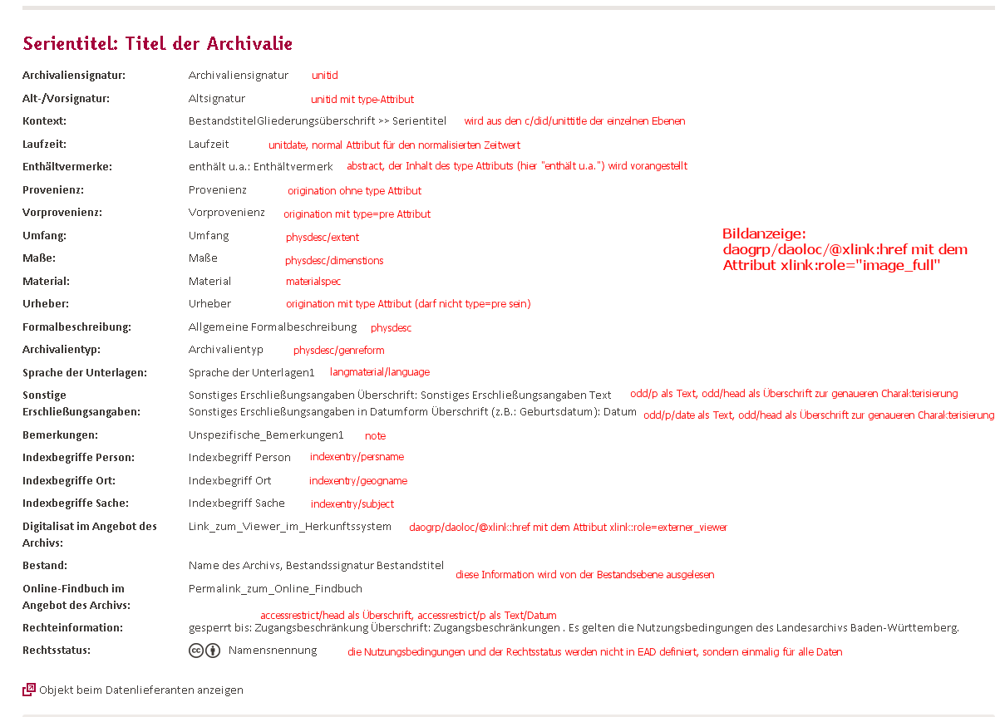 Serientitel: Titel der Archivalie
Archivaliensignatur: Archivaliensignatur unitid
Alt-/Vorsignatur: Altsignatur unitid mit type-Attribut
Kontext: BestandstitelGliederungsüberschrift >> Serientitel wird aus den c/did/unittitle der einzelnen Ebenen
Laufzeit: Laufzeit unitdate, normal Attribut für den normalisierten Zeitwert
Enthältvermerke: enthält u.a.: Enthältvermerk abstract, der Inhalt des type Attributs (hier "enthält u.a.") wird vorangestellt
Provenienz: Provenienz origination ohne type Attribut
Vorprovenienz: Vorprovenienz origination mit type=pre Attribut
Umfang: Umfang physdesc/extent
Bildanzeige:
daogrp/daoloc/@xlink:href mit dem
Attribut xlink:role="image_full"
Maße: Maße physdesc/dimenstions
Material: Material materialspec
Urheber: Urheber origination mit type Attribut (darf nicht type=pre sein)
Formalbeschreibung: Allgemeine Formalbeschreibung physdesc
Archivalientyp: Archivalientyp physdesc/genreform
Sprache der Unterlagen: Sprache der Unterlagen1 langmaterial/language
Sonstige Sonstiges Erschließungsangaben Überschrift: Sonstiges Erschließungsangaben Text odd/p als Text, odd/head als Überschrift zur genaueren Charakterisierung
Erschließungsangaben: Sonstiges Erschließungsangaben in Datumform Überschrift (z.B.: Geburtsdatum): Datum odd/p/date als Text, odd/head als Überschrift zur genaueren Charakterisierung
Bemerkungen: Unspezifische_Bemerkungen1 note
Indexbegriffe Person: Indexbegriff Person indexentry/persname
Indexbegriffe Ort: Indexbegriff Ort indexentry/geogname
Indexbegriffe Sache: Indexbegriff Sache indexentry/subject
Digitalisat im Angebot des Link_zum_Viewer_im_Herkunftssystem daogrp/daoloc/@xlink:href mit dem Attribut xlink:role=externer_viewer
Archivs:
Bestand: Name des Archivs, Bestandssignatur Bestandstitel diese Information wird von der Bestandsebene ausgelesen
Online-Findbuch im Permalink_zum_Online_Findbuch
Angebot des Archivs:
accessrestrict/head als Überschrift, accessrestrict/p als Text/Datum
Rechteinformation: gesperrt bis: Zugangsbeschränkung Überschrift: Zugangsbeschränkungen . Es gelten die Nutzungsbedingungen des Landesarchivs Baden-Württemberg.
Rechtsstatus: cc Namensnennung die Nutzungsbedingungen und der Rechtsstatus werden nicht in EAD definiert, sondern einmalig für alle Daten
Objekt beim Datenlieferanten anzeigen